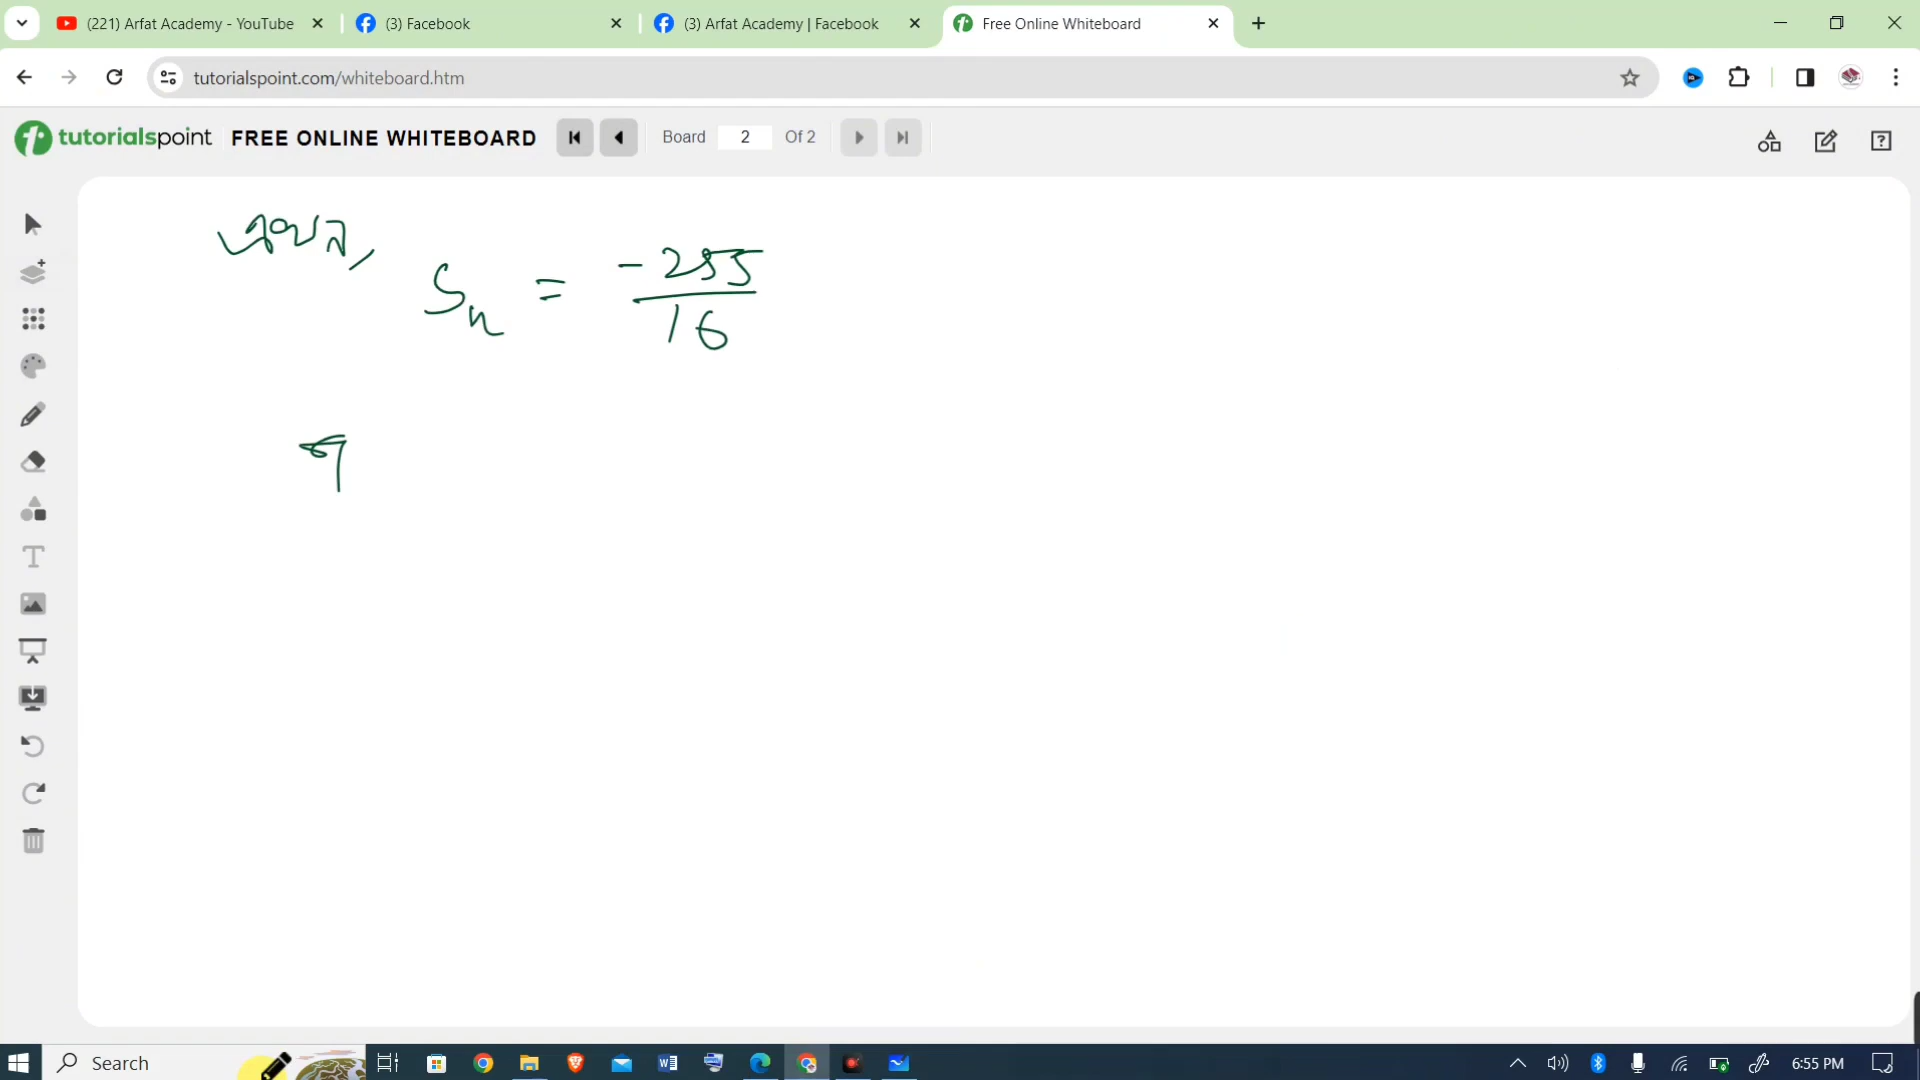 (221) Arfat Academy - YouTube
(3) Facebook
(3) Arfat Academy | Facebook
Free Online Whiteboard
tutorialspoint.com/whiteboard.htm
tutorialspoint FREE ONLINE WHITEBOARD
Board 2 Of 2
Sn = -255/16
Search
6:55 PM